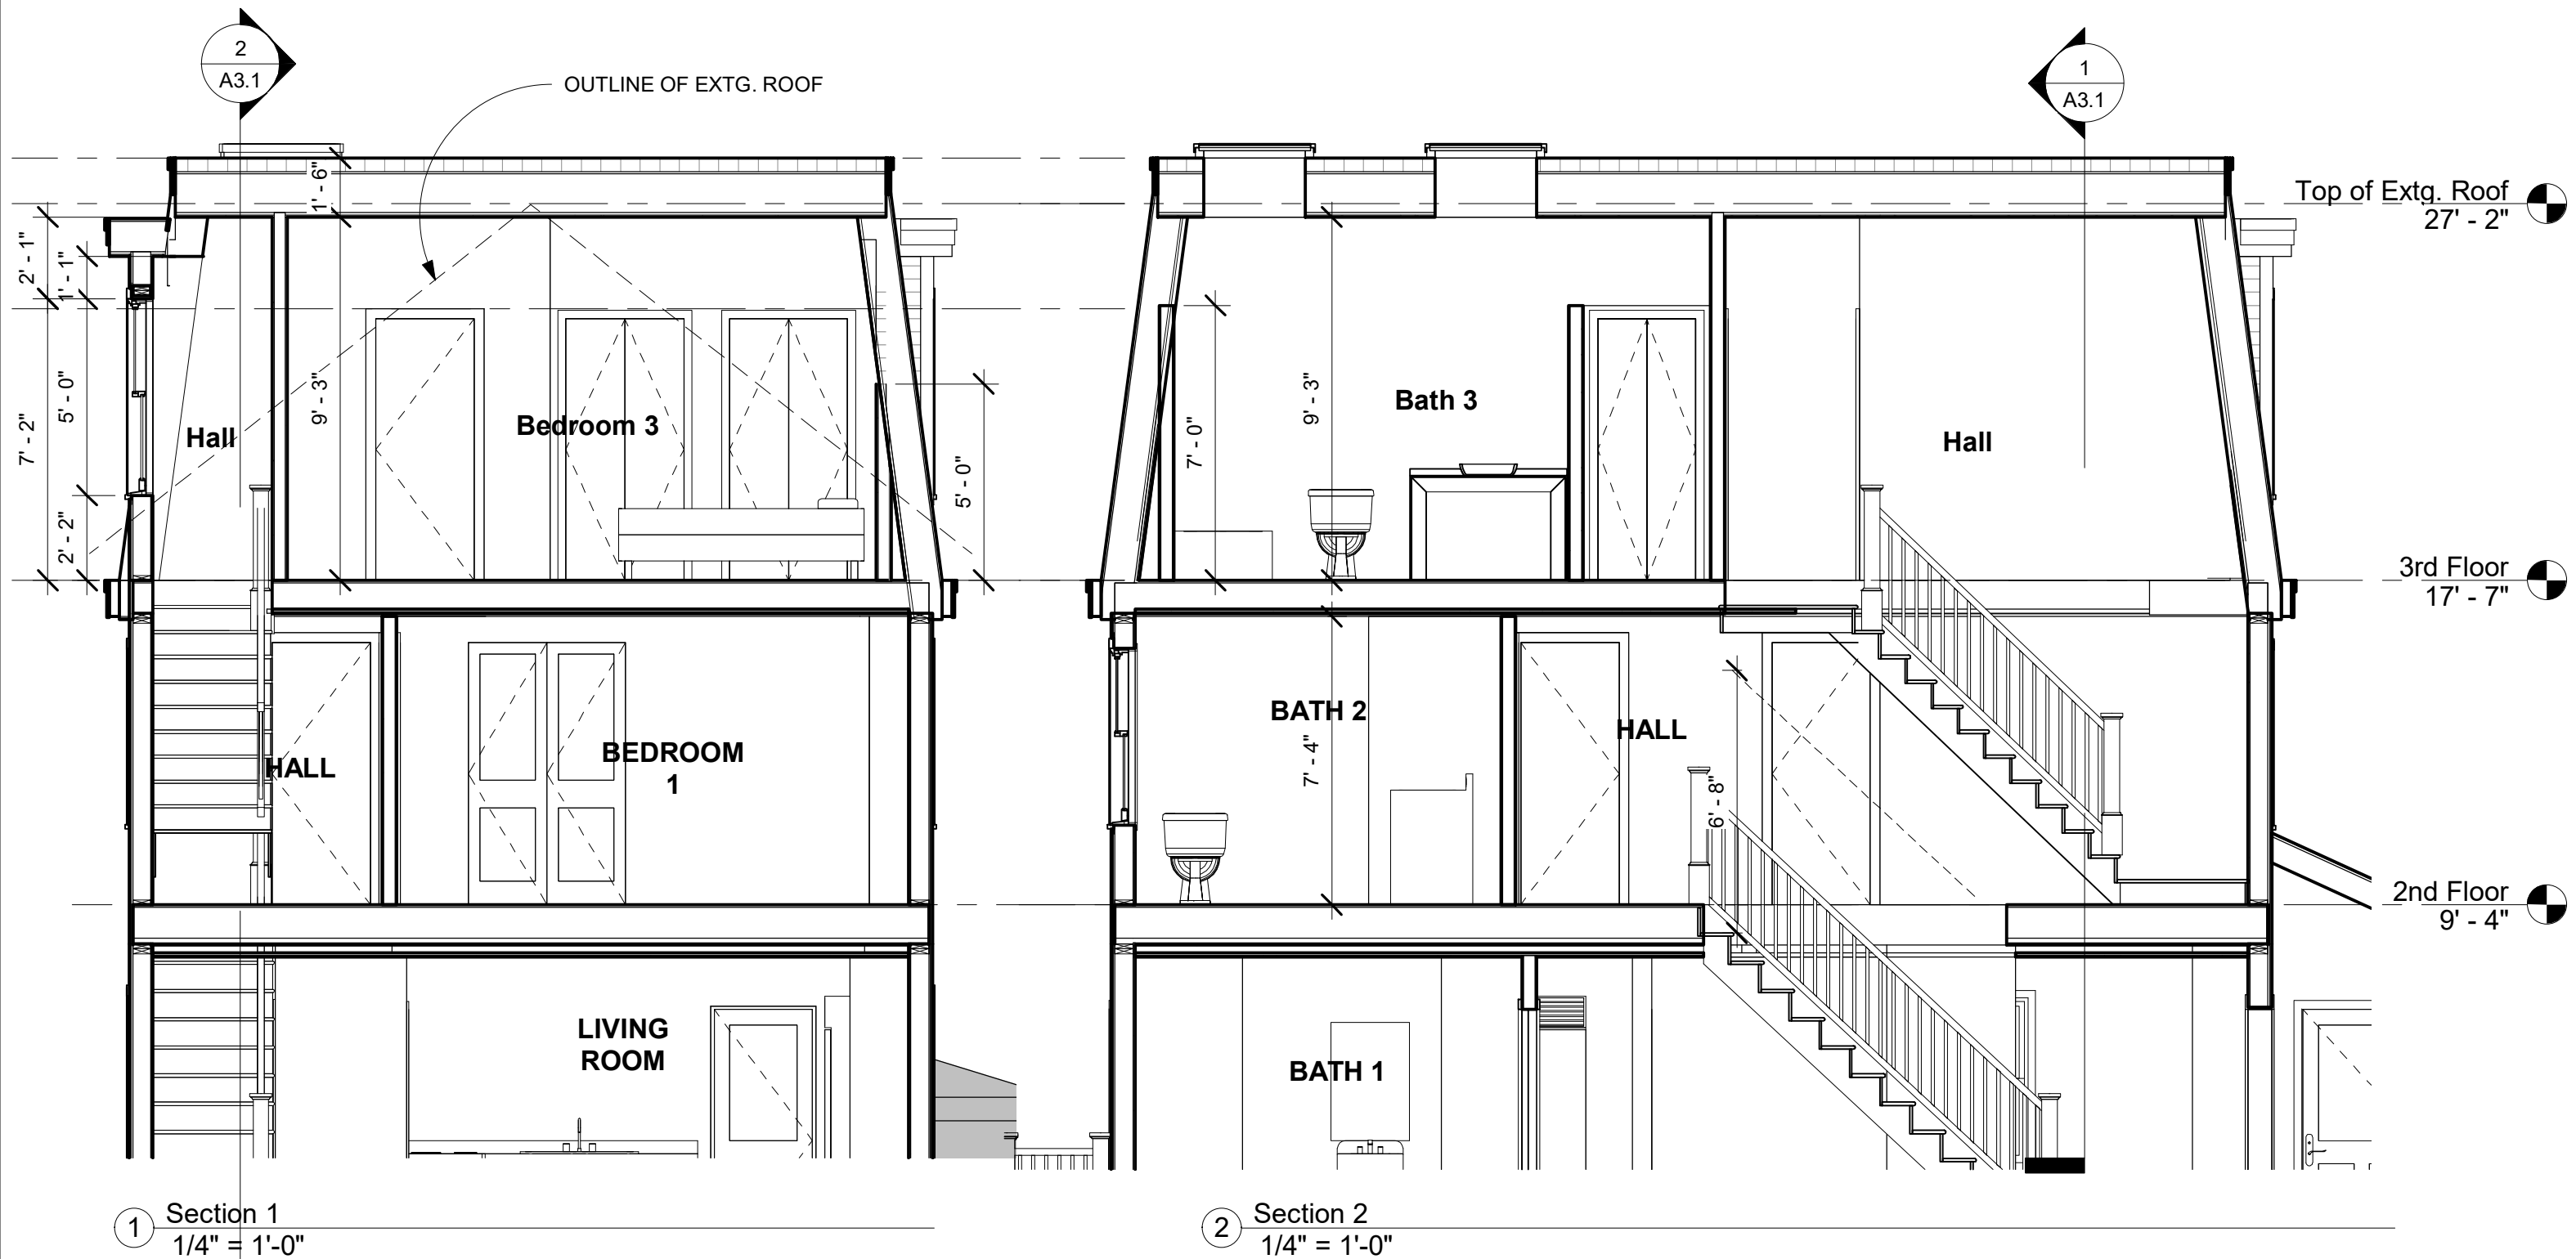 2
A3.1
OUTLINE OF EXTG. ROOF
1
A3.1
Top of Extg. Roof
27' - 2"
1' - 6"
2' - 1"
1' - 1"
7' - 2"
5' - 0"
2' - 2"
9' - 3"
5' - 0"
Hall
Bedroom 3
7' - 0"
9' - 3"
Bath 3
Hall
3rd Floor
17' - 7"
HALL
BEDROOM
1
BATH 2
7' - 4"
HALL
6' - 8"
2nd Floor
9' - 4"
LIVING
ROOM
BATH 1
1
Section 1
1/4" = 1'-0"
2
Section 2
1/4" = 1'-0"